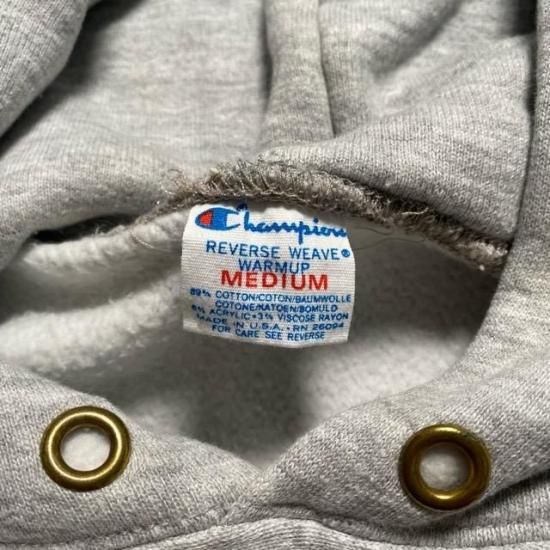 Champion
REVERSE WEAVE®
WARMUP
MEDIUM
89% COTTON/COTON/BAUMWOLLE
COTONE/KATOEN/BOMULD
8% ACRYLIC • 3% VISCOSE RAYON
MADE IN U.S.A. • RN 26094
FOR CARE SEE REVERSE